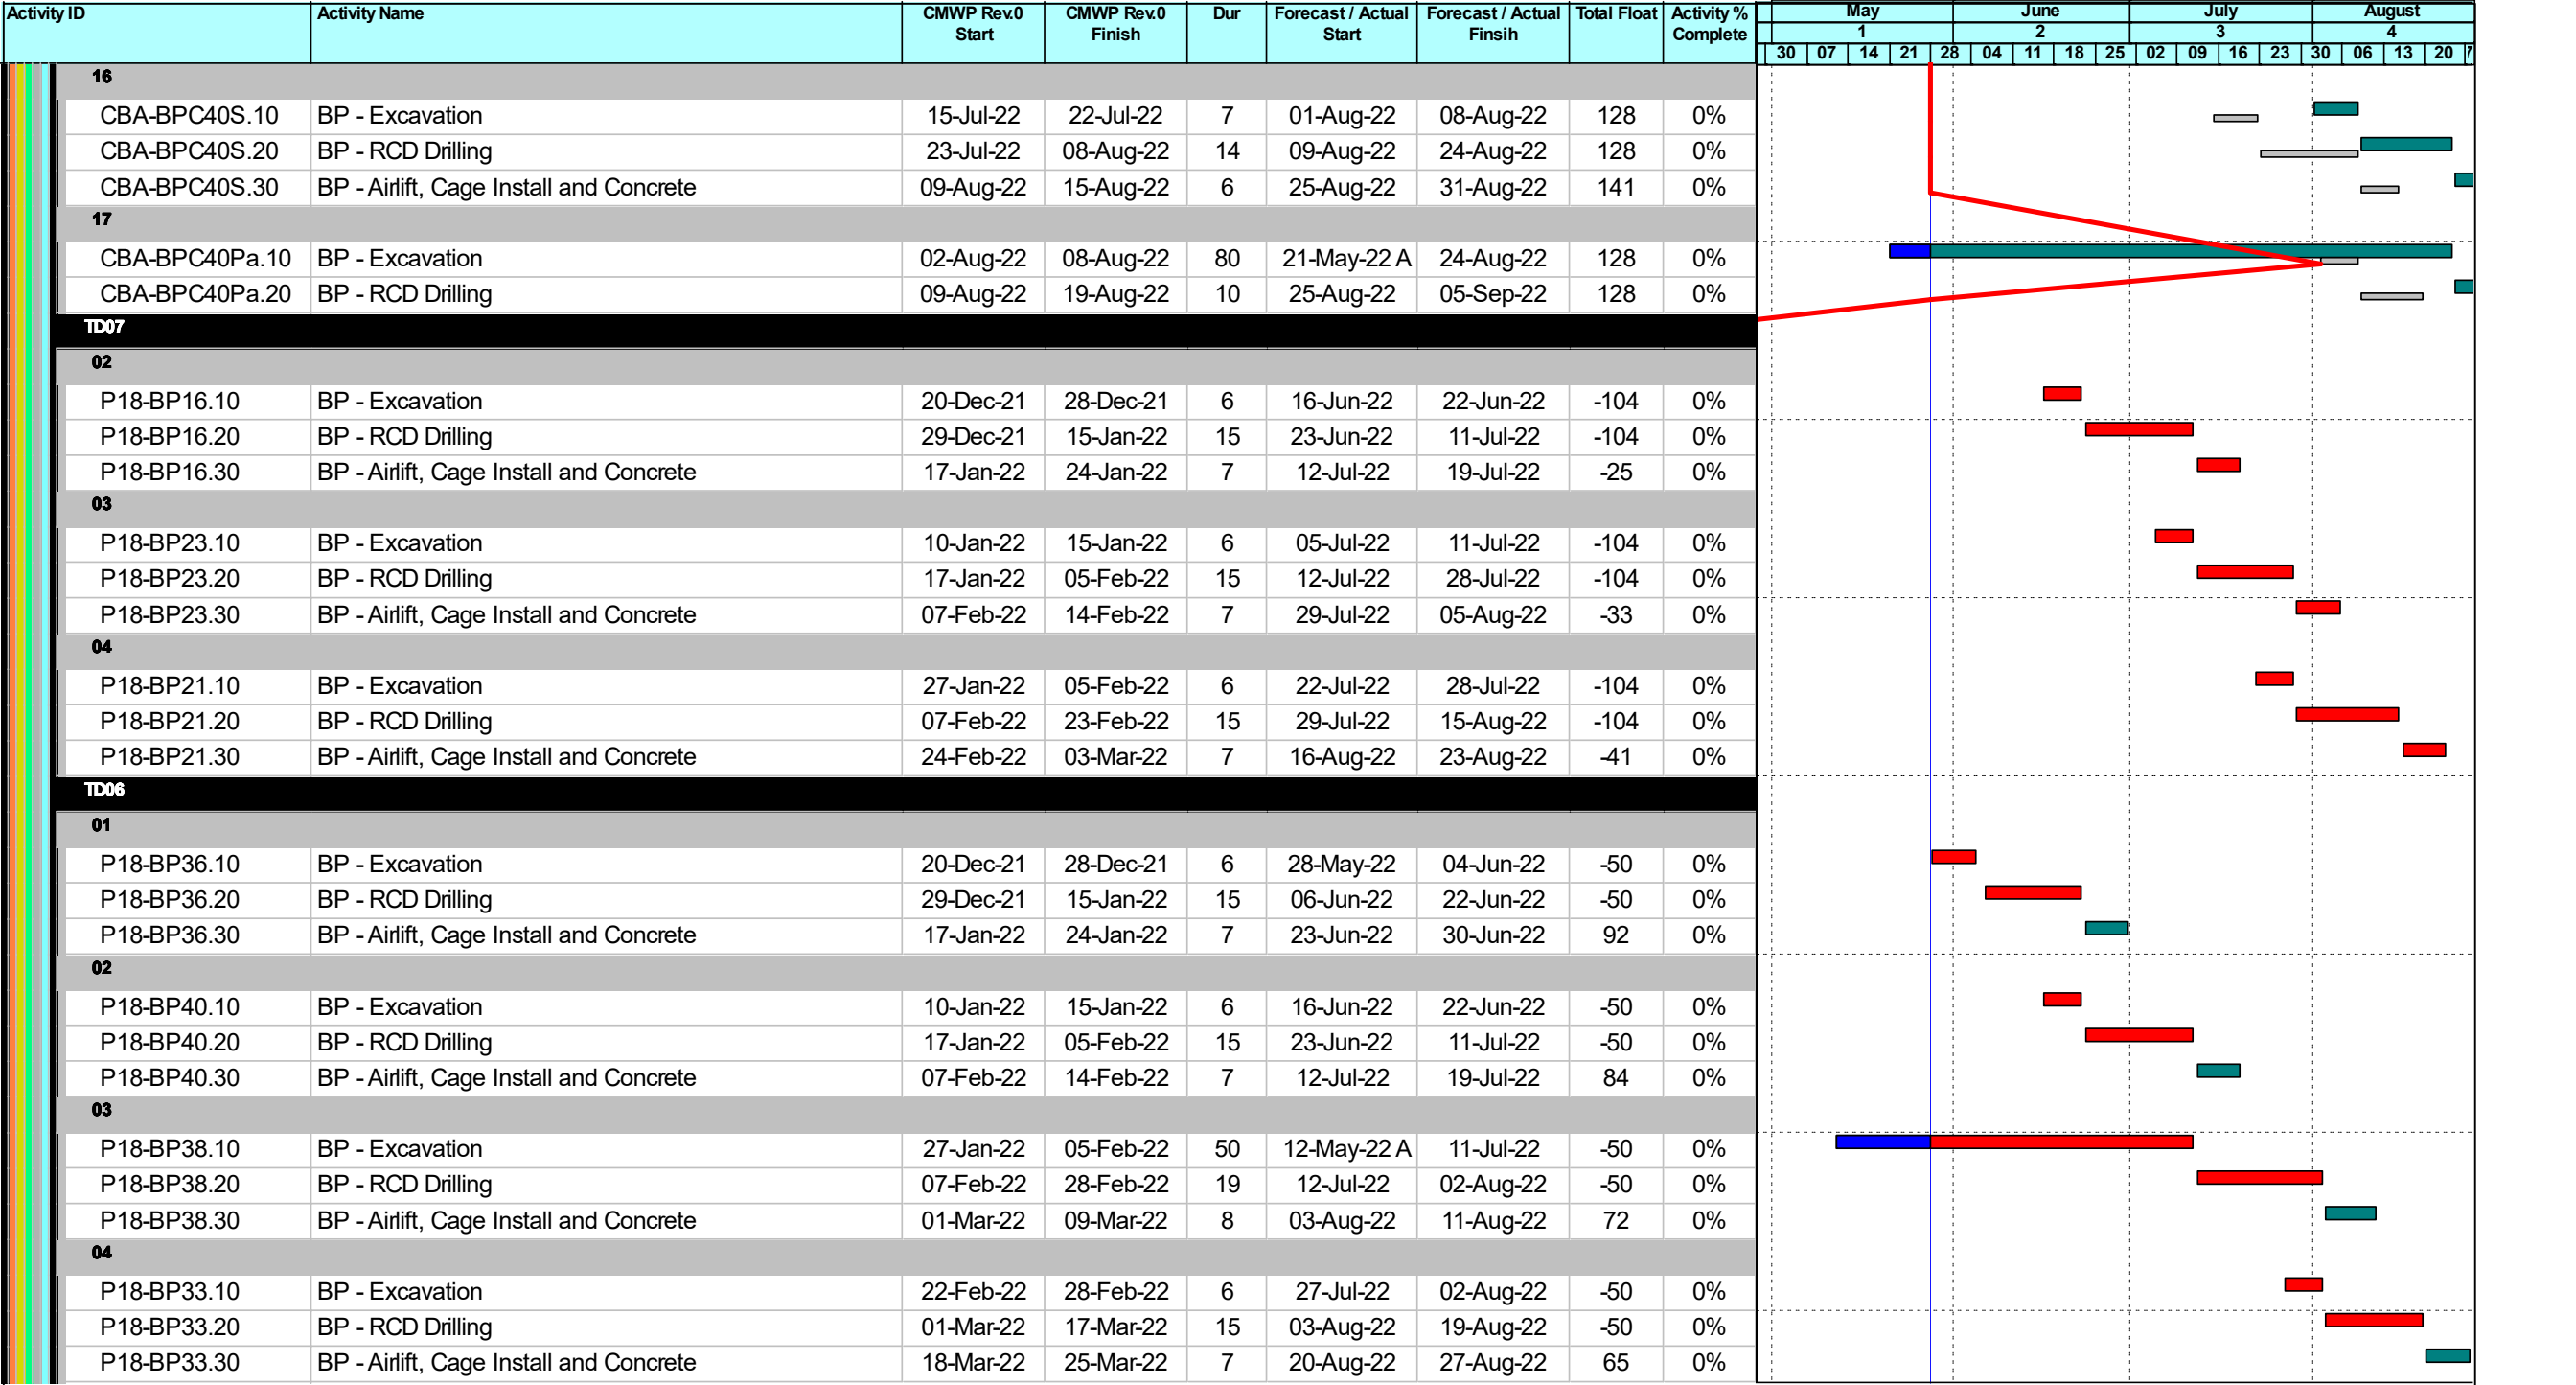 Activity ID Activity Name CMWP Rev.0 Start CMWP Rev.0 Finish Dur Forecast / Actual Start Forecast / Actual Finsih Total Float Activity % Complete May June July August
1 2 3 4
30 07 14 21 28 04 11 18 25 02 09 16 23 30 06 13 20
16
CBA-BPC40S.10 BP - Excavation 15-Jul-22 22-Jul-22 7 01-Aug-22 08-Aug-22 128 0%
CBA-BPC40S.20 BP - RCD Drilling 23-Jul-22 08-Aug-22 14 09-Aug-22 24-Aug-22 128 0%
CBA-BPC40S.30 BP - Airlift, Cage Install and Concrete 09-Aug-22 15-Aug-22 6 25-Aug-22 31-Aug-22 141 0%
17
CBA-BPC40Pa.10 BP - Excavation 02-Aug-22 08-Aug-22 80 21-May-22 A 24-Aug-22 128 0%
CBA-BPC40Pa.20 BP - RCD Drilling 09-Aug-22 19-Aug-22 10 25-Aug-22 05-Sep-22 128 0%
TD07
02
P18-BP16.10 BP - Excavation 20-Dec-21 28-Dec-21 6 16-Jun-22 22-Jun-22 -104 0%
P18-BP16.20 BP - RCD Drilling 29-Dec-21 15-Jan-22 15 23-Jun-22 11-Jul-22 -104 0%
P18-BP16.30 BP - Airlift, Cage Install and Concrete 17-Jan-22 24-Jan-22 7 12-Jul-22 19-Jul-22 -25 0%
03
P18-BP23.10 BP - Excavation 10-Jan-22 15-Jan-22 6 05-Jul-22 11-Jul-22 -104 0%
P18-BP23.20 BP - RCD Drilling 17-Jan-22 05-Feb-22 15 12-Jul-22 28-Jul-22 -104 0%
P18-BP23.30 BP - Airlift, Cage Install and Concrete 07-Feb-22 14-Feb-22 7 29-Jul-22 05-Aug-22 -33 0%
04
P18-BP21.10 BP - Excavation 27-Jan-22 05-Feb-22 6 22-Jul-22 28-Jul-22 -104 0%
P18-BP21.20 BP - RCD Drilling 07-Feb-22 23-Feb-22 15 29-Jul-22 15-Aug-22 -104 0%
P18-BP21.30 BP - Airlift, Cage Install and Concrete 24-Feb-22 03-Mar-22 7 16-Aug-22 23-Aug-22 -41 0%
TD06
01
P18-BP36.10 BP - Excavation 20-Dec-21 28-Dec-21 6 28-May-22 04-Jun-22 -50 0%
P18-BP36.20 BP - RCD Drilling 29-Dec-21 15-Jan-22 15 06-Jun-22 22-Jun-22 -50 0%
P18-BP36.30 BP - Airlift, Cage Install and Concrete 17-Jan-22 24-Jan-22 7 23-Jun-22 30-Jun-22 92 0%
02
P18-BP40.10 BP - Excavation 10-Jan-22 15-Jan-22 6 16-Jun-22 22-Jun-22 -50 0%
P18-BP40.20 BP - RCD Drilling 17-Jan-22 05-Feb-22 15 23-Jun-22 11-Jul-22 -50 0%
P18-BP40.30 BP - Airlift, Cage Install and Concrete 07-Feb-22 14-Feb-22 7 12-Jul-22 19-Jul-22 84 0%
03
P18-BP38.10 BP - Excavation 27-Jan-22 05-Feb-22 50 12-May-22 A 11-Jul-22 -50 0%
P18-BP38.20 BP - RCD Drilling 07-Feb-22 28-Feb-22 19 12-Jul-22 02-Aug-22 -50 0%
P18-BP38.30 BP - Airlift, Cage Install and Concrete 01-Mar-22 09-Mar-22 8 03-Aug-22 11-Aug-22 72 0%
04
P18-BP33.10 BP - Excavation 22-Feb-22 28-Feb-22 6 27-Jul-22 02-Aug-22 -50 0%
P18-BP33.20 BP - RCD Drilling 01-Mar-22 17-Mar-22 15 03-Aug-22 19-Aug-22 -50 0%
P18-BP33.30 BP - Airlift, Cage Install and Concrete 18-Mar-22 25-Mar-22 7 20-Aug-22 27-Aug-22 65 0%